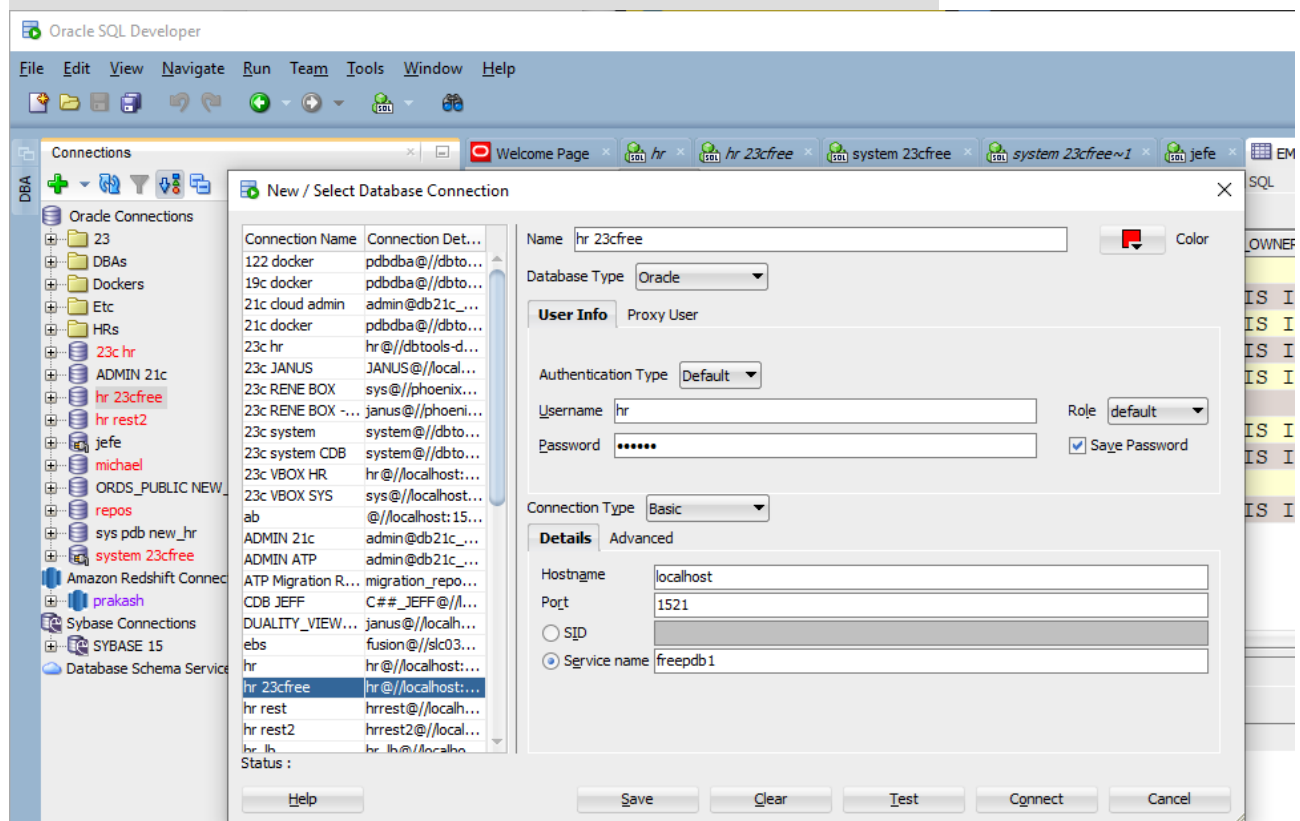 Oracle SQL Developer
File Edit View Navigate Run Team Tools Window Help
DBA
Connections
Welcome Page hr hr 23cfree system 23cfree system 23cfree~1 jefe EM
SQL
_OWNER
IS I
IS I
IS I
IS I
IS I
IS I
IS I
Oracle Connections
23
DBAs
Dockers
Etc
HRs
23c hr
ADMIN 21c
hr 23cfree
hr rest2
jefe
michael
ORDS_PUBLIC NEW_
repos
sys pdb new_hr
system 23cfree
Amazon Redshift Connec
prakash
Sybase Connections
SYBASE 15
Database Schema Service
New / Select Database Connection
Connection Name Connection Det...
122 docker pdbdba@//dbto...
19c docker pdbdba@//dbto...
21c cloud admin admin@db21c_...
21c docker pdbdba@//dbto...
23c hr hr@//dbtools-d...
23c JANUS JANUS@//local...
23c RENE BOX sys@//phoenix...
23c RENE BOX -... janus@//phoeni...
23c system system@//dbto...
23c system CDB system@//dbto...
23c VBOX HR hr@//localhost:...
23c VBOX SYS sys@//localhost...
ab @//localhost:15...
ADMIN 21c admin@db21c_...
ADMIN ATP admin@db21c_...
ATP Migration R... migration_repo...
CDB JEFF C##_JEFF@//l...
DUALITY_VIEW... janus@//localh...
ebs fusion@//slc03...
hr hr@//localhost:...
hr 23cfree hr@//localhost:...
hr rest hrrest@//localh...
hr rest2 hrrest2@//local...
Status :
Name hr 23cfree Color
Database Type Oracle
User Info Proxy User
Authentication Type Default
Username hr Role default
Password •••••• Save Password
Connection Type Basic
Details Advanced
Hostname localhost
Port 1521
SID
Service name freepdb1
Help Save Clear Test Connect Cancel